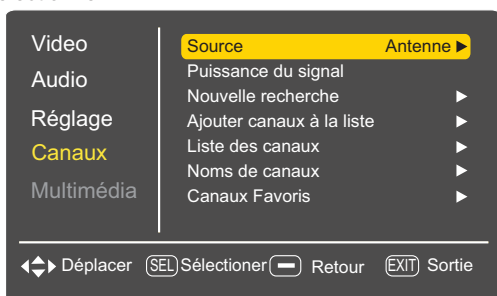 Video
Audio
Réglage
Canaux
Multimédia
Source Antenne
Puissance du signal
Nouvelle recherche
Ajouter canaux à la liste
Liste des canaux
Noms de canaux
Canaux Favoris
Déplacer SEL Sélectioner Retour EXIT Sortie